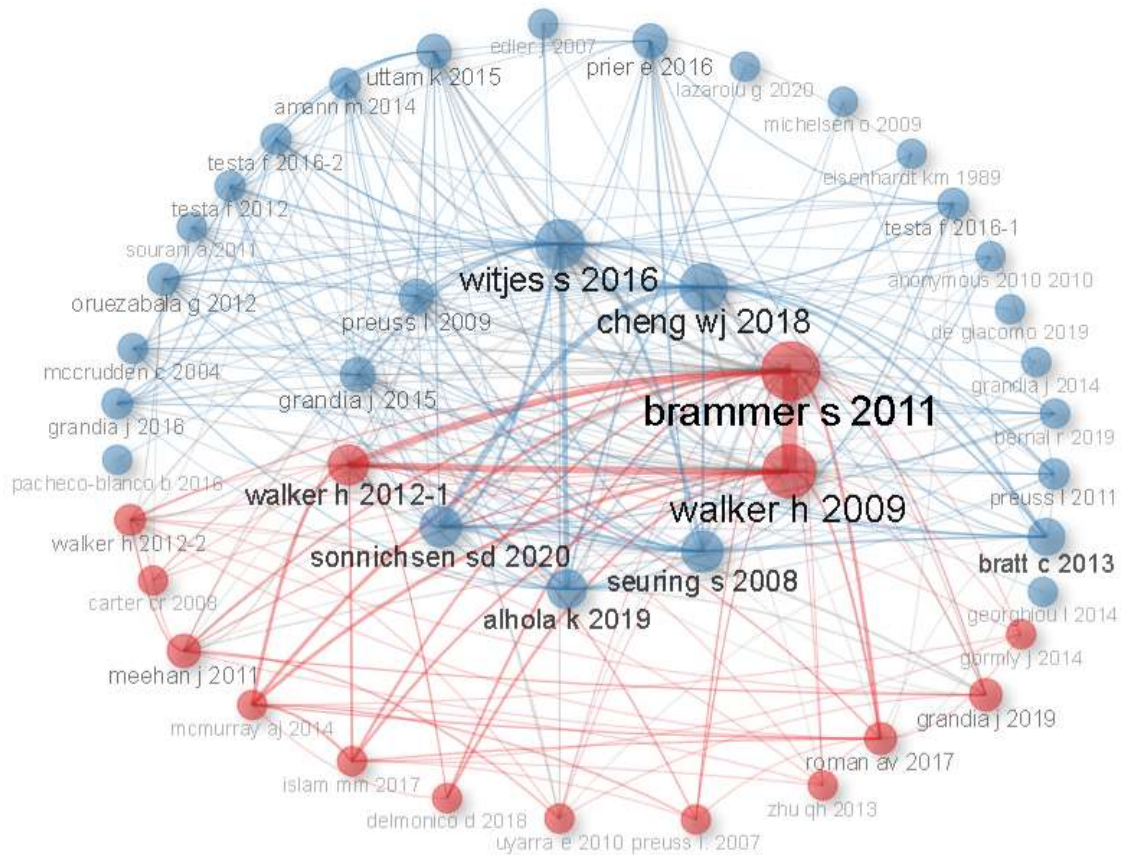 edler j 2007
prier e 2016
uttam k 2015
lazaroiu g 2020
amann m 2014
michelsen o 2009
testa f 2016-2
eisenhardt km 1989
testa f 2012
testa f 2016-1
sourani a 2011
witjes s 2016
anonymous 2010 2010
oruezabala g 2012
preuss l 2009
cheng wj 2018
de giacomo 2019
mccrudden c 2004
grandia j 2015
grandia j 2014
grandia j 2016
brammer s 2011
bernal r 2019
pacheco-blanco b 2016
walker h 2012-1
walker h 2009
preuss l 2011
walker h 2012-2
sonnichsen sd 2020
seuring s 2008
bratt c 2013
carter cr 2008
alhola k 2019
georghiou l 2014
gormly j 2014
meehan j 2011
grandia j 2019
mcmurray aj 2014
roman av 2017
islam mm 2017
zhu qh 2013
delmonico d 2018
uyarra e 2010
preuss l. 2007